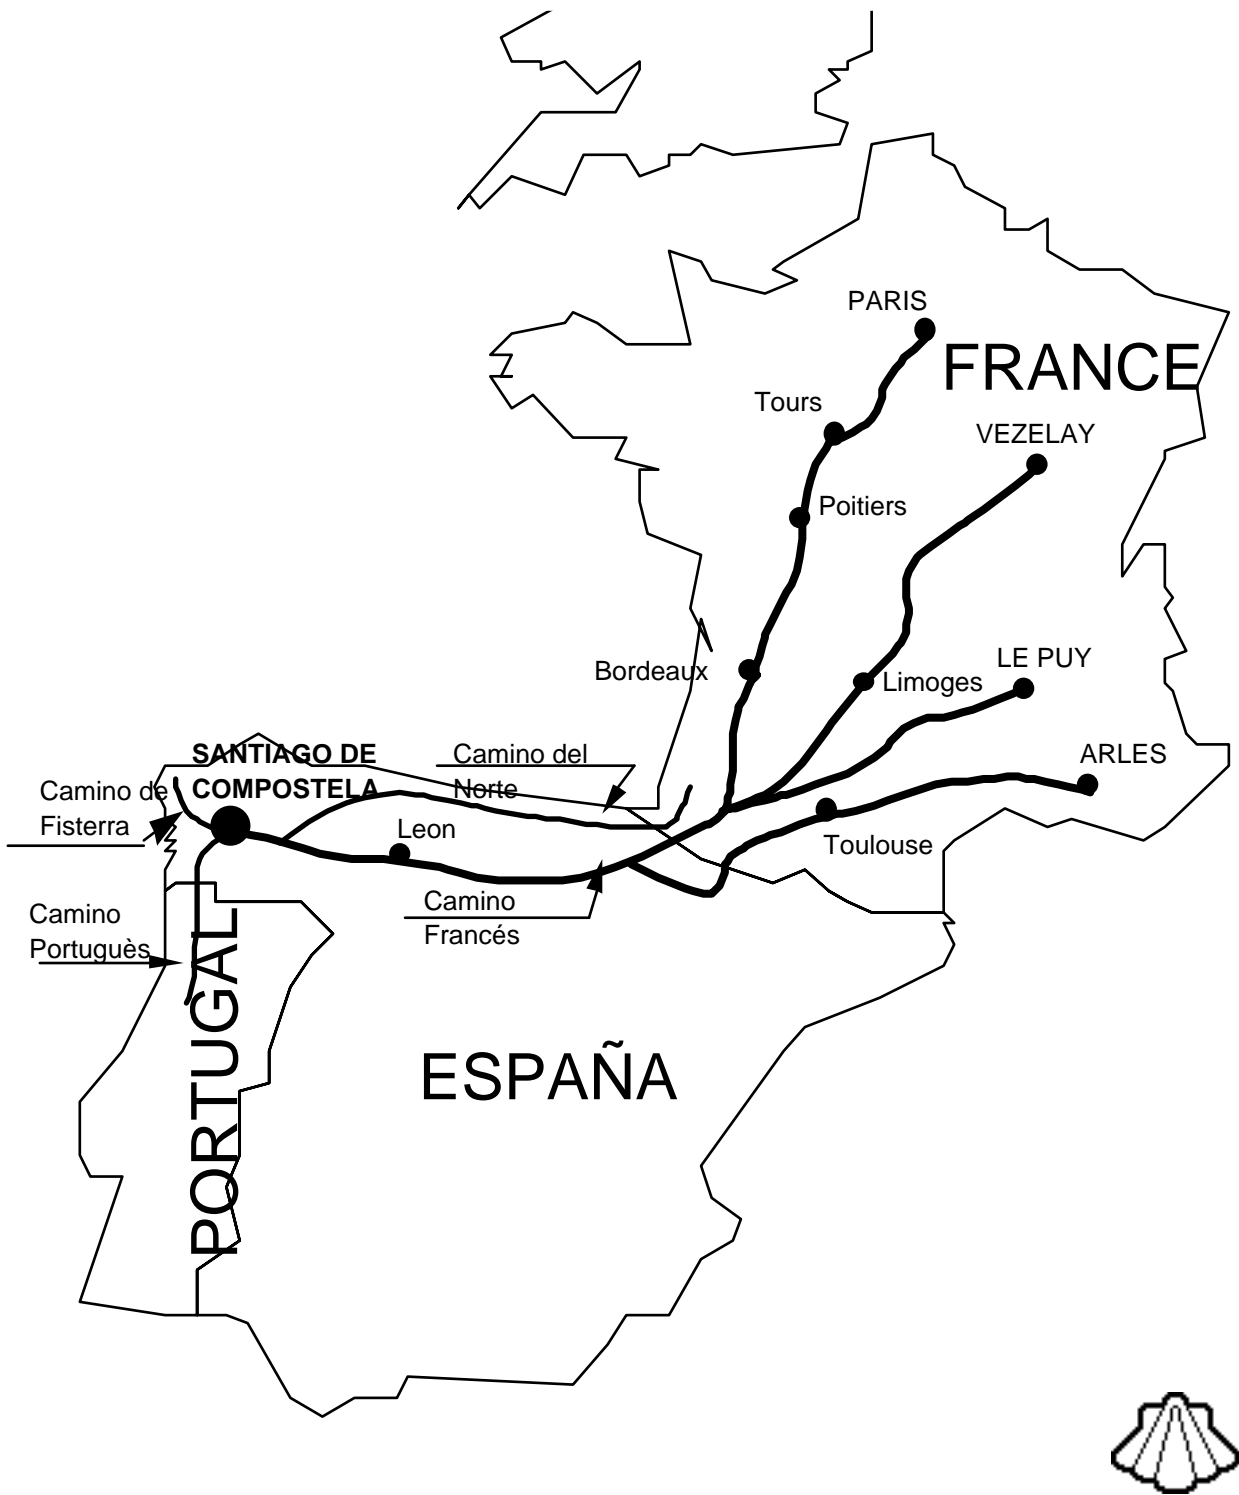 PARIS
FRANCE
Tours
VEZELAY
Poitiers
Bordeaux
Limoges
LE PUY
ARLES
SANTIAGO DE
COMPOSTELA
Camino del
Norte
Camino de
Fisterra
Leon
Toulouse
Camino
Francés
Camino
Portuguès
PORTUGAL
ESPAÑA